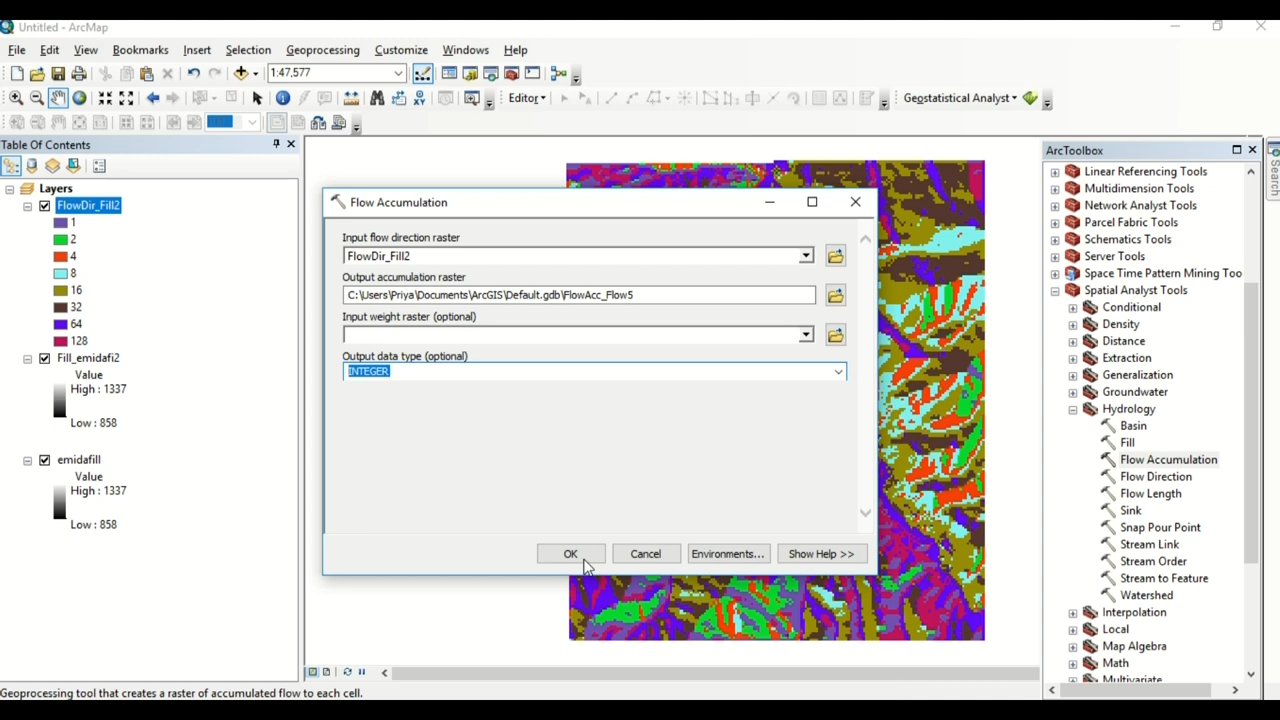 Untitled - ArcMap
File Edit View Bookmarks Insert Selection Geoprocessing Customize Windows Help
1:47,577
Editor Geostatistical Analyst
Table Of Contents
Layers
FlowDir_Fill2
1
2
4
8
16
32
64
128
Fill_emidafi2
Value
High : 1337
Low : 858
emidafill
Value
High : 1337
Low : 858
Flow Accumulation
Input flow direction raster
FlowDir_Fill2
Output accumulation raster
C:\Users\Priya\Documents\ArcGIS\Default.gdb\FlowAcc_Flow5
Input weight raster (optional)
Output data type (optional)
INTEGER
OK Cancel Environments... Show Help >>
ArcToolbox
Linear Referencing Tools
Multidimension Tools
Network Analyst Tools
Parcel Fabric Tools
Schematics Tools
Server Tools
Space Time Pattern Mining Too
Spatial Analyst Tools
Conditional
Density
Distance
Extraction
Generalization
Groundwater
Hydrology
Basin
Fill
Flow Accumulation
Flow Direction
Flow Length
Sink
Snap Pour Point
Stream Link
Stream Order
Stream to Feature
Watershed
Interpolation
Local
Map Algebra
Math
Multivariate
Search
Geoprocessing tool that creates a raster of accumulated flow to each cell.